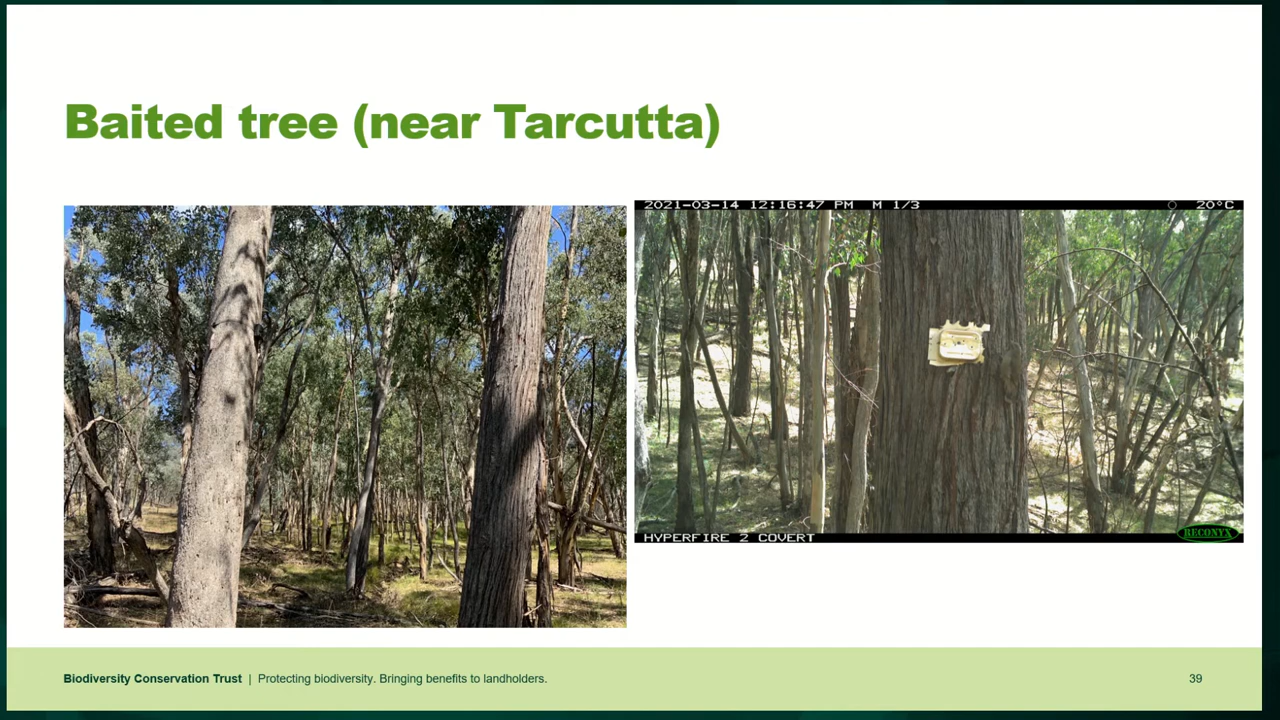 Baited tree (near Tarcutta)
2021-03-14 12:16:47 PM M 1/3 20°C
HYPERFIRE 2 COVERT RECONYX
Biodiversity Conservation Trust | Protecting biodiversity. Bringing benefits to landholders. 39